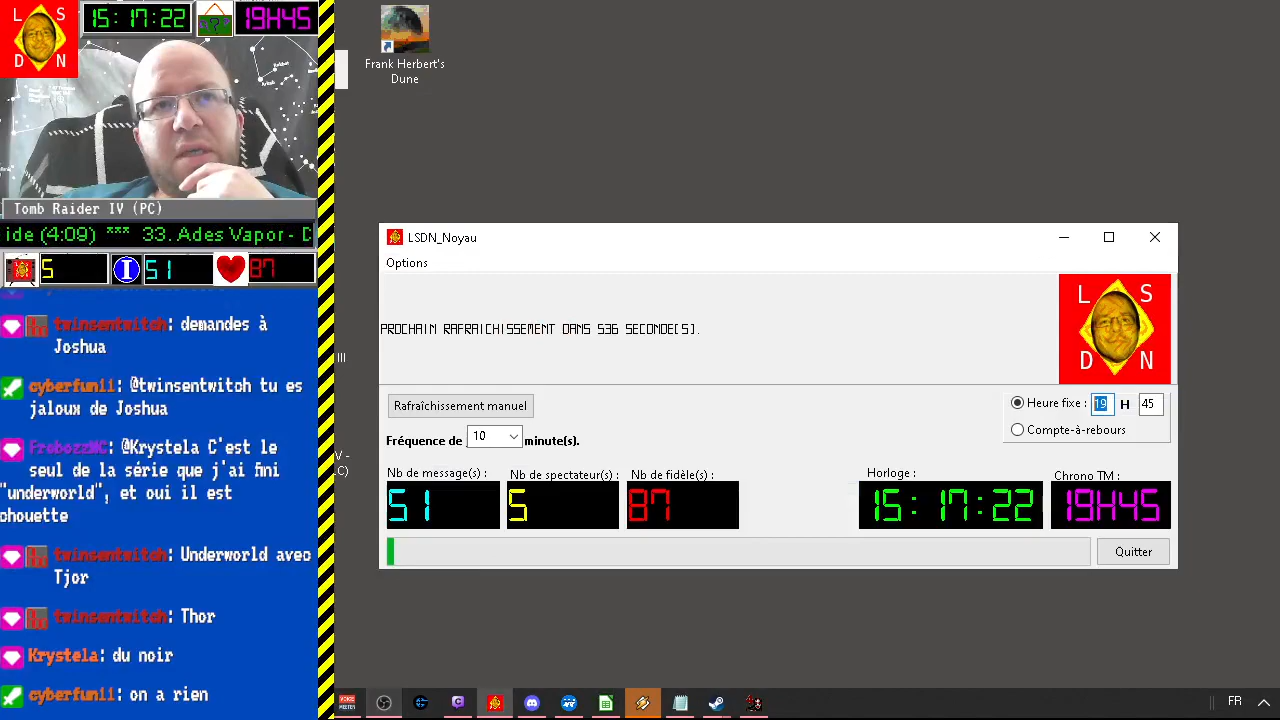 L S
D N
15:17:22
?
19H45
Tomb Raider IV (PC)
ide (4:09) *** 33. Ades Vapor- D
5
I
51
87
twinsentwitch: demandes à
Joshua
cyberfun11: @twinsentwitch tu es
jaloux de Joshua
FrobozzMC: @Krystela C'est le
seul de la série que j'ai fini
"underworld", et oui il est
chouette
twinsentwitch: Underworld avec
Tjor
twinsentwitch: Thor
Krystela: du noir
cyberfun11: on a rien
Frank Herbert's
Dune
III
V -
C)
LSDN_Noyau
Options
PROCHAIN RAFRAICHISSEMENT DANS 536 SECONDE(S).
L S
D N
Rafraîchissement manuel
Fréquence de :
10
minute(s).
Heure fixe :
19
H
45
Compte-à-rebours
Nb de message(s) :
Nb de spectateur(s) :
Nb de fidèle(s) :
Horloge :
Chrono TM :
51
5
87
15:17:22
19H45
Quitter
VOICE
MEETER
FR